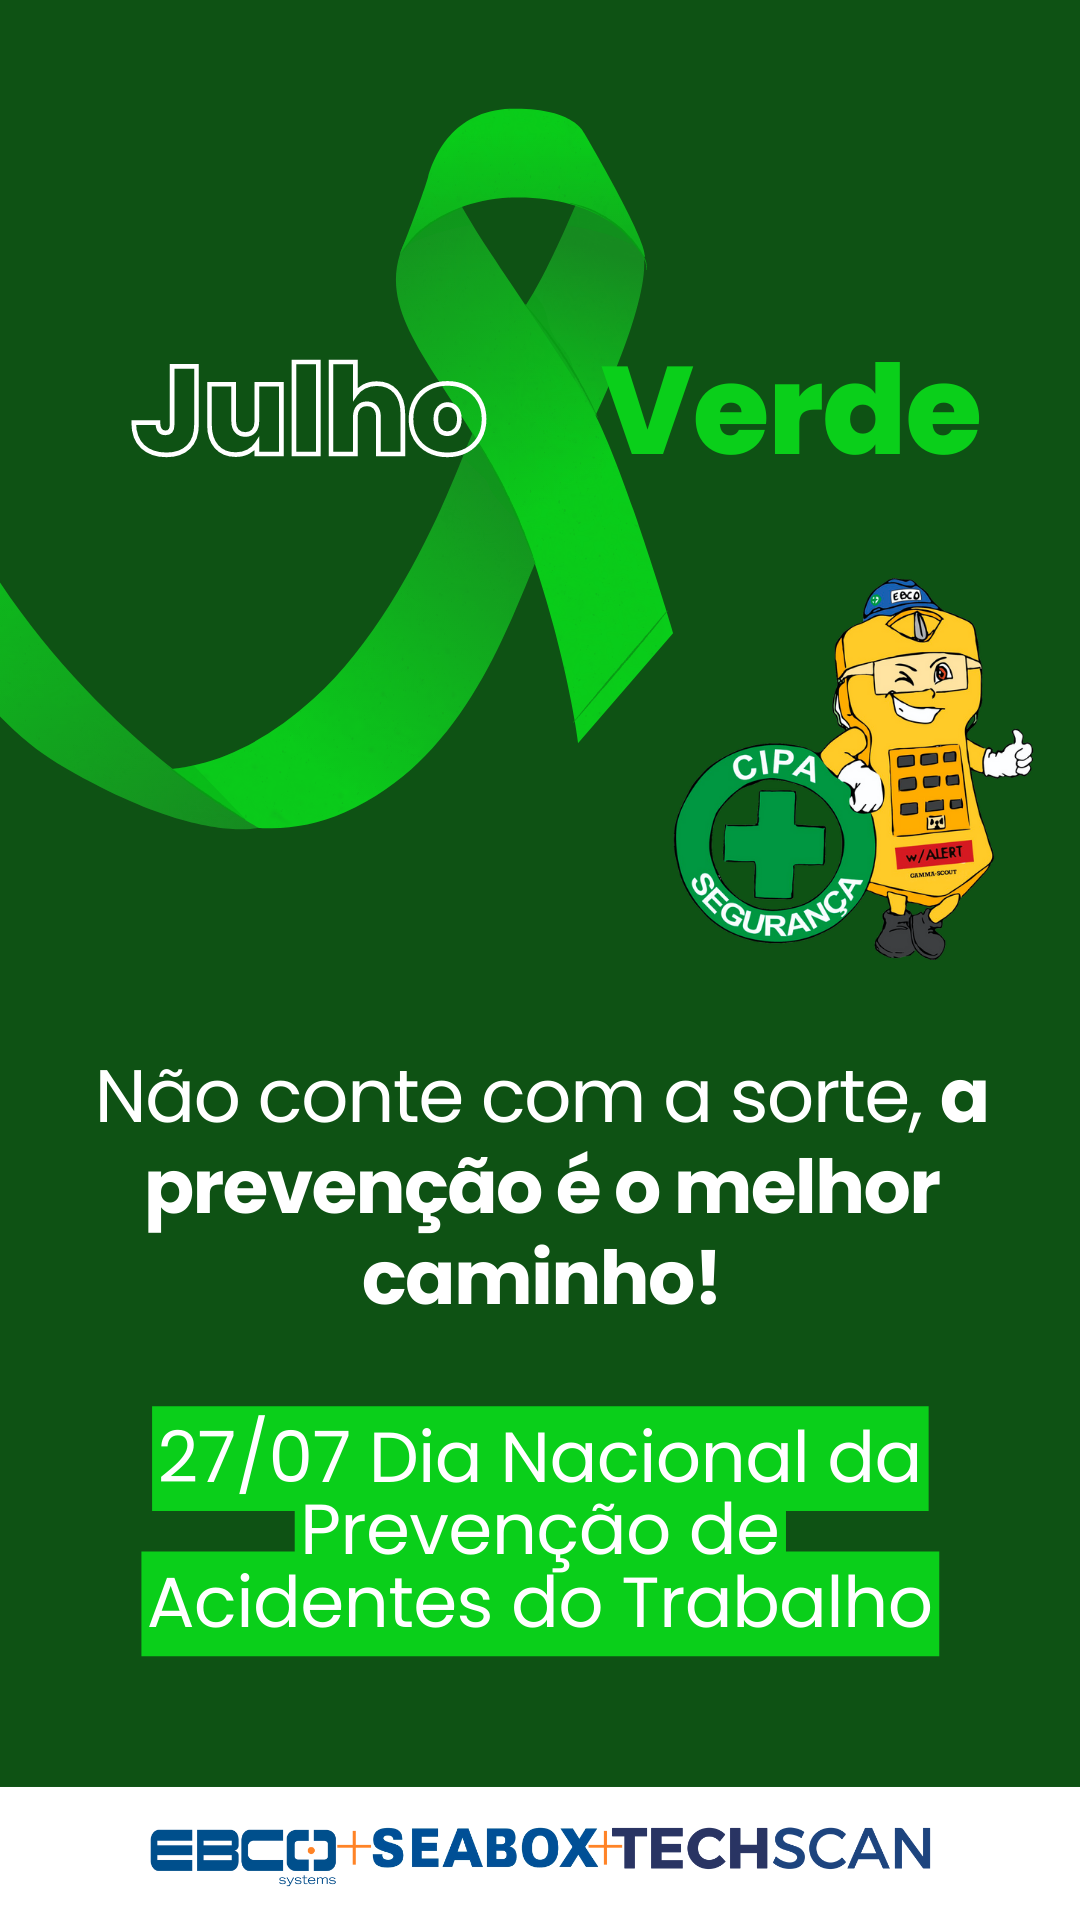 Julho Verde
EBCO
CIPA
SEGURANÇA
w/ALERT
GAMMA-SCOUT
Não conte com a sorte, a
prevenção é o melhor
caminho!
27/07 Dia Nacional da
Prevenção de
Acidentes do Trabalho
EBCO+SEABOX+TECHSCAN
systems